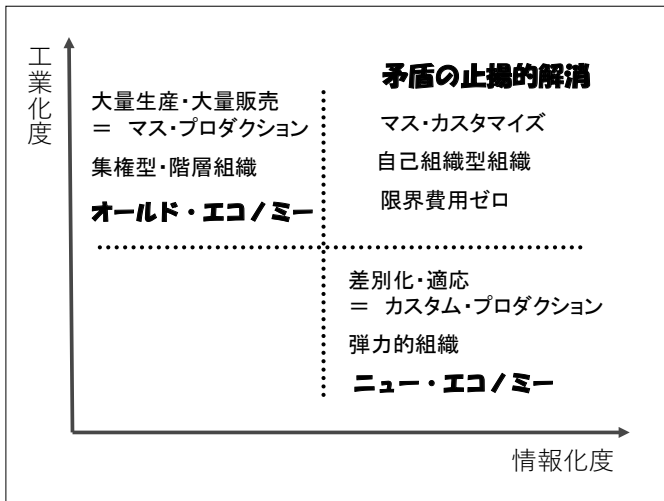 工業化度
大量生産・大量販売
＝ マス・プロダクション
集権型・階層組織
オールド・エコノミー
矛盾の止揚的解消
マス・カスタマイズ
自己組織型組織
限界費用ゼロ
差別化・適応
＝ カスタム・プロダクション
弾力的組織
ニュー・エコノミー
情報化度